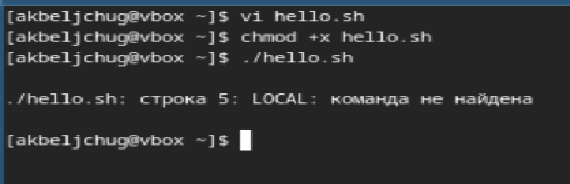 [akbeljchug@vbox ~]$ vi hello.sh
[akbeljchug@vbox ~]$ chmod +x hello.sh
[akbeljchug@vbox ~]$ ./hello.sh
./hello.sh: строка 5: LOCAL: команда не найдена
[akbeljchug@vbox ~]$